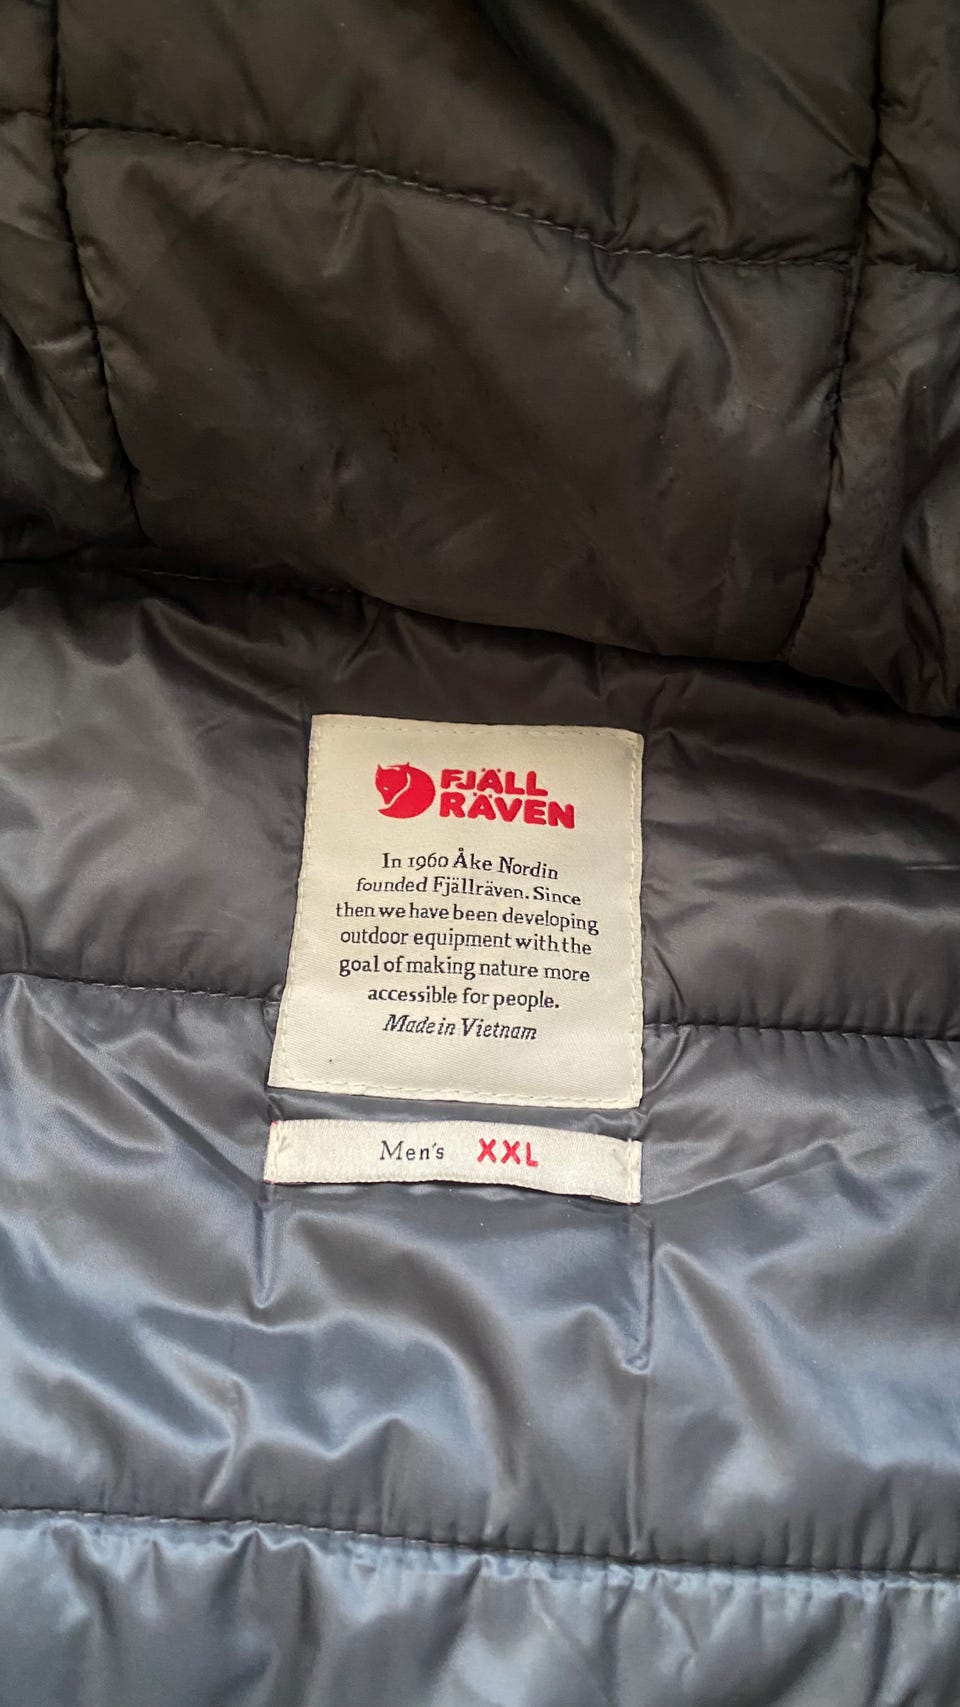 FJÄLL
RÄVEN
In 1960 Åke Nordin
founded Fjällräven. Since
then we have been developing
outdoor equipment with the
goal of making nature more
accessible for people.
Made in Vietnam
Men's XXL